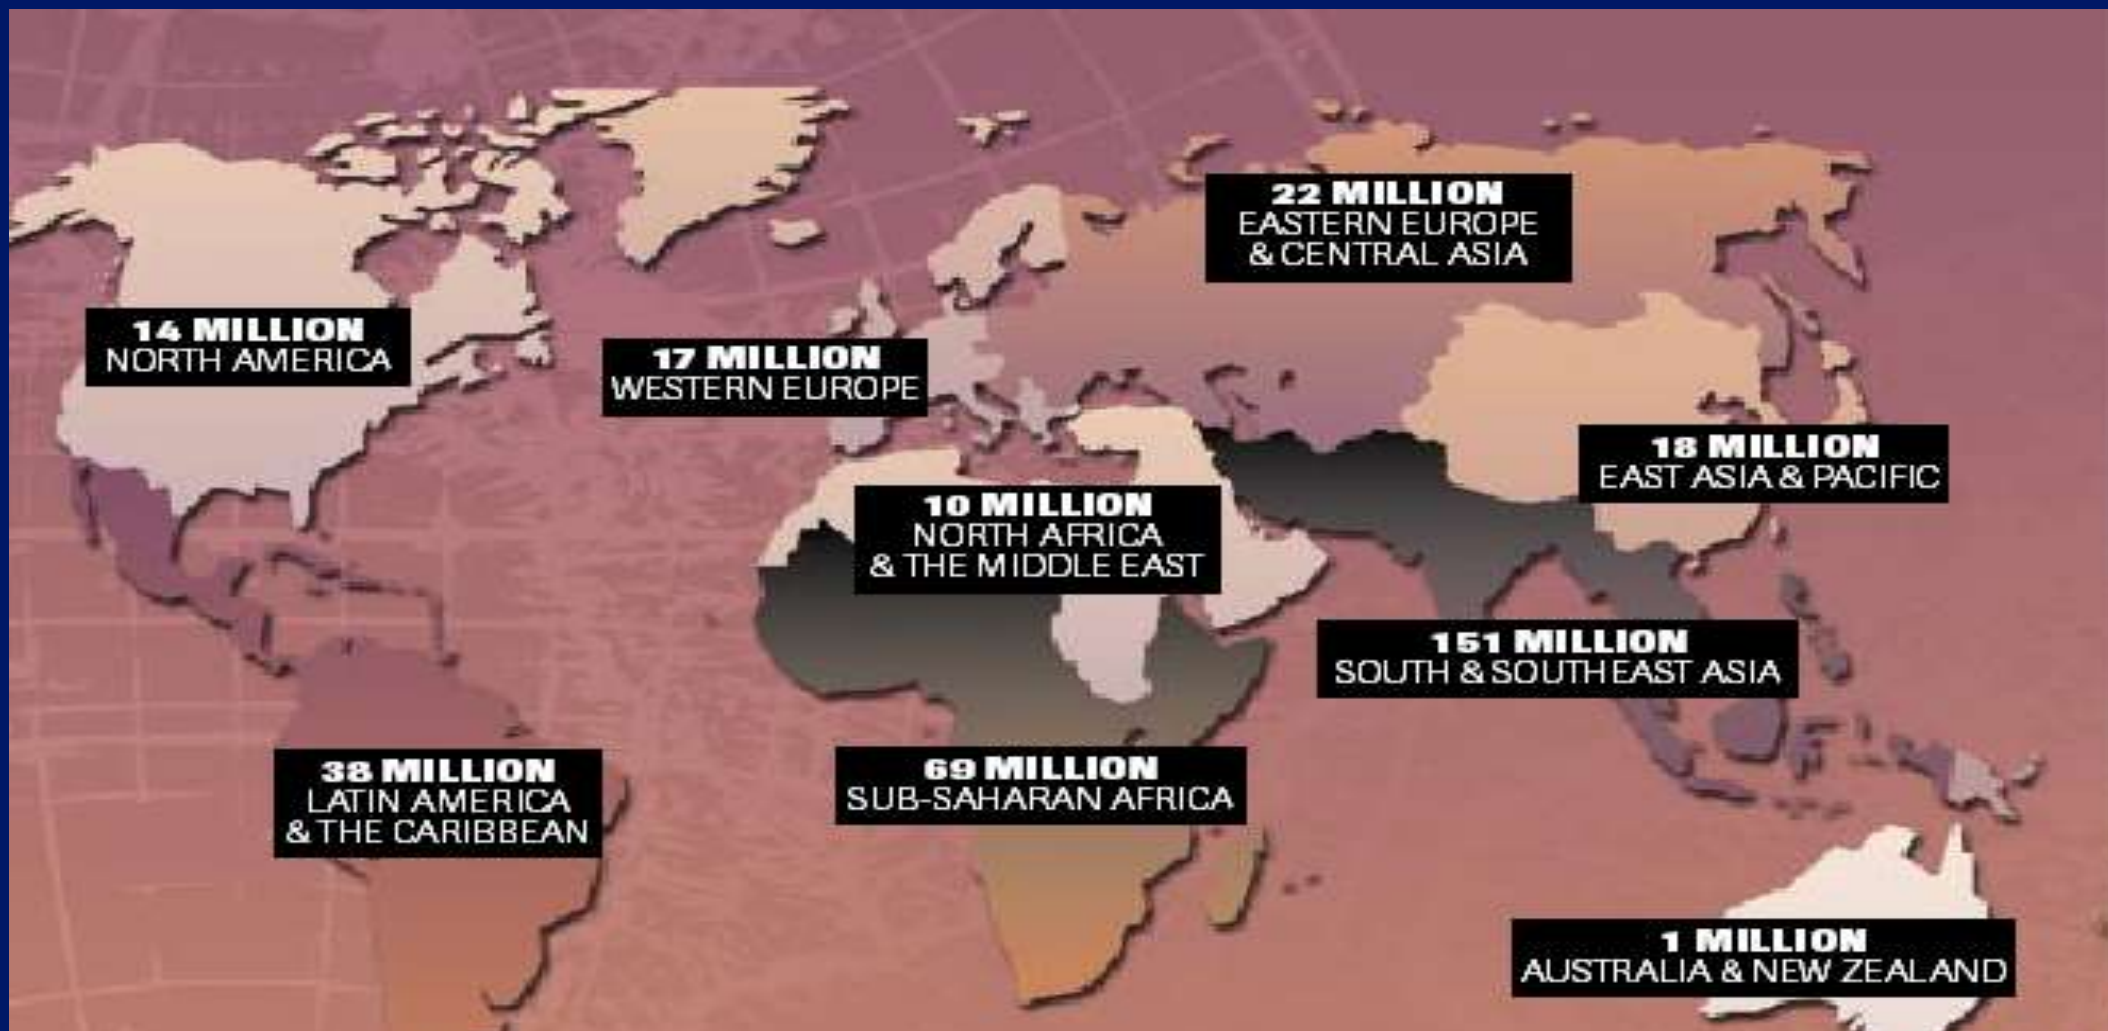 22 MILLION
EASTERN EUROPE
& CENTRAL ASIA
14 MILLION
NORTH AMERICA
17 MILLION
WESTERN EUROPE
18 MILLION
EAST ASIA & PACIFIC
10 MILLION
NORTH AFRICA
& THE MIDDLE EAST
151 MILLION
SOUTH & SOUTHEAST ASIA
38 MILLION
LATIN AMERICA
& THE CARIBBEAN
69 MILLION
SUB-SAHARAN AFRICA
1 MILLION
AUSTRALIA & NEW ZEALAND